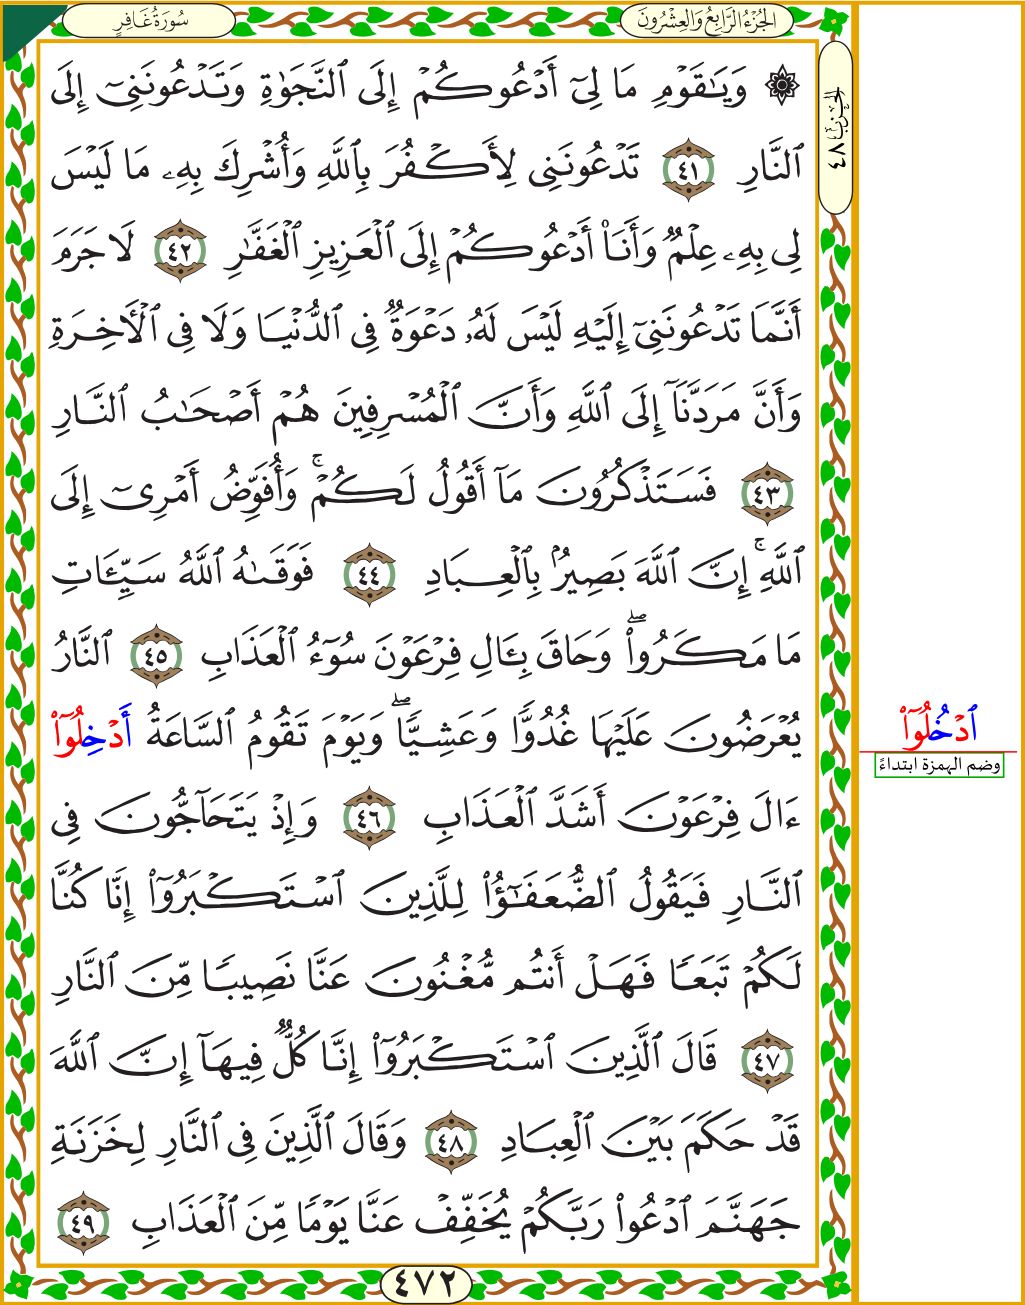 سُورَةُ غَافِرٍ
الجُزْءُ الرَّابِعُ وَالعِشْرُونَ
الحِزْبُ ٤٨
۞ وَيَٰقَوْمِ مَا لِيٓ أَدْعُوكُمْ إِلَى ٱلنَّجَوٰةِ وَتَدْعُونَنِيٓ إِلَى
ٱلنَّارِ ٤١ تَدْعُونَنِي لِأَكْفُرَ بِٱللَّهِ وَأُشْرِكَ بِهِۦ مَا لَيْسَ
لِي بِهِۦ عِلْمٌ وَأَنَا۠ أَدْعُوكُمْ إِلَى ٱلْعَزِيزِ ٱلْغَفَّٰرِ ٤٢ لَا جَرَمَ
أَنَّمَا تَدْعُونَنِيٓ إِلَيْهِ لَيْسَ لَهُۥ دَعْوَةٌ فِي ٱلدُّنْيَا وَلَا فِي ٱلْأٓخِرَةِ
وَأَنَّ مَرَدَّنَآ إِلَى ٱللَّهِ وَأَنَّ ٱلْمُسْرِفِينَ هُمْ أَصْحَٰبُ ٱلنَّارِ
٤٣ فَسَتَذْكُرُونَ مَآ أَقُولُ لَكُمْۚ وَأُفَوِّضُ أَمْرِيٓ إِلَى
ٱللَّهِۚ إِنَّ ٱللَّهَ بَصِيرٌۢ بِٱلْعِبَادِ ٤٤ فَوَقَىٰهُ ٱللَّهُ سَيِّـَٔاتِ
مَا مَكَرُوا۟ۖ وَحَاقَ بِـَٔالِ فِرْعَوْنَ سُوٓءُ ٱلْعَذَابِ ٤٥ ٱلنَّارُ
يُعْرَضُونَ عَلَيْهَا غُدُوًّا وَعَشِيًّاۖ وَيَوْمَ تَقُومُ ٱلسَّاعَةُ أَدْخِلُوٓا۟
ءَالَ فِرْعَوْنَ أَشَدَّ ٱلْعَذَابِ ٤٦ وَإِذْ يَتَحَآجُّونَ فِي
ٱلنَّارِ فَيَقُولُ ٱلضُّعَفَٰٓؤُا۟ لِلَّذِينَ ٱسْتَكْبَرُوٓا۟ إِنَّا كُنَّا
لَكُمْ تَبَعًا فَهَلْ أَنتُم مُّغْنُونَ عَنَّا نَصِيبًا مِّنَ ٱلنَّارِ
٤٧ قَالَ ٱلَّذِينَ ٱسْتَكْبَرُوٓا۟ إِنَّا كُلٌّ فِيهَآ إِنَّ ٱللَّهَ
قَدْ حَكَمَ بَيْنَ ٱلْعِبَادِ ٤٨ وَقَالَ ٱلَّذِينَ فِي ٱلنَّارِ لِخَزَنَةِ
جَهَنَّمَ ٱدْعُوا۟ رَبَّكُمْ يُخَفِّفْ عَنَّا يَوْمًا مِّنَ ٱلْعَذَابِ ٤٩
٤٧٢
ٱدْخُلُوٓا۟
وضم الهمزة ابتداءً